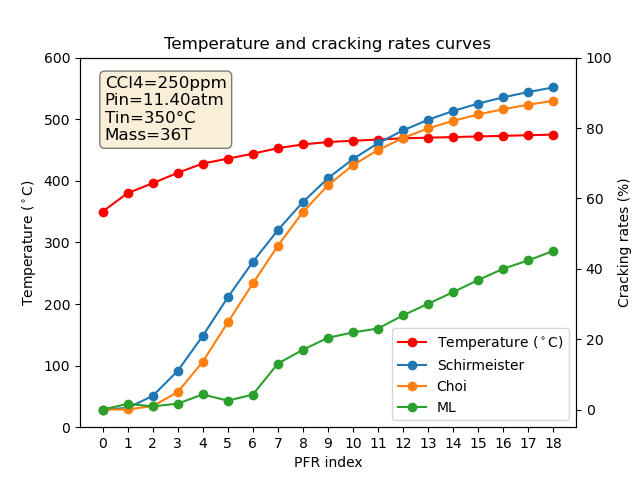 Temperature and cracking rates curves
CCl4=250ppm
Pin=11.40atm
Tin=350°C
Mass=36T
Temperature (°C)
600
500
400
300
200
100
0
Cracking rates (%)
100
80
60
40
20
0
Temperature (°C)
Schirmeister
Choi
ML
0 1 2 3 4 5 6 7 8 9 10 11 12 13 14 15 16 17 18
PFR index